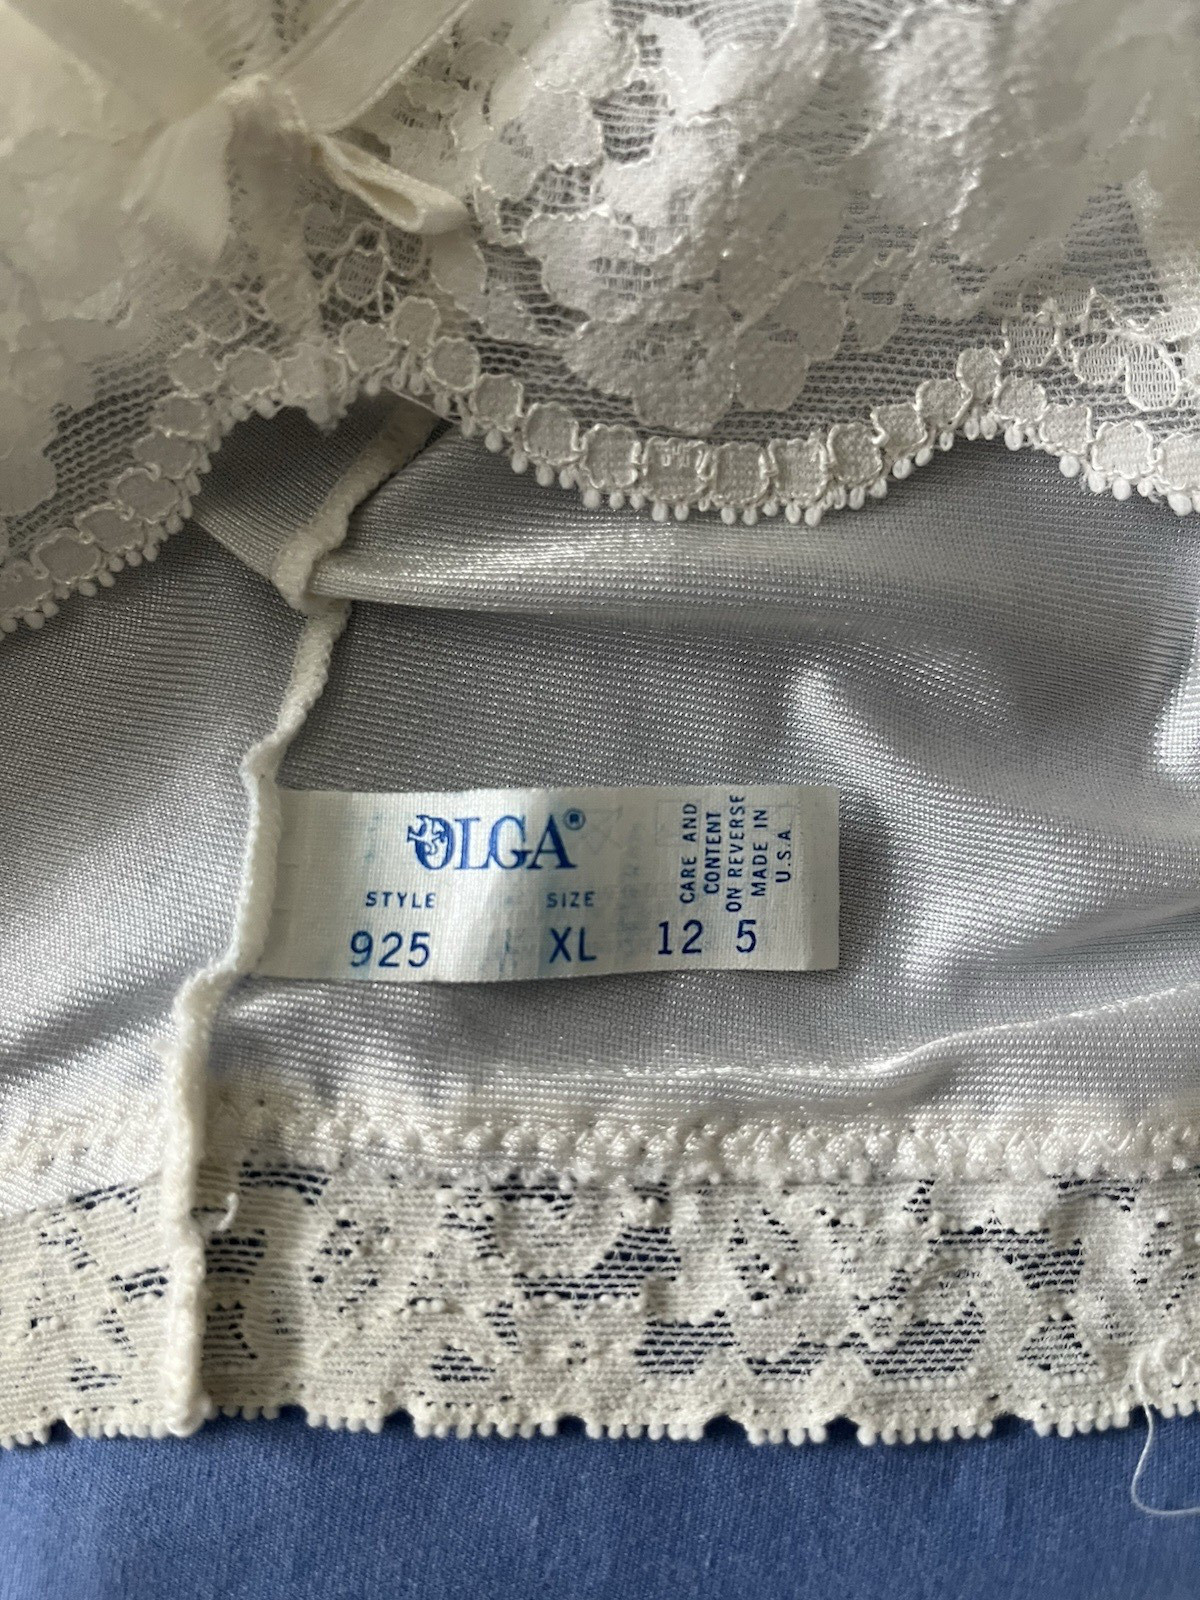 OLGA®
STYLE SIZE
925 XL 12 5
CARE AND
CONTENT
ON REVERSE
MADE IN
U.S.A.